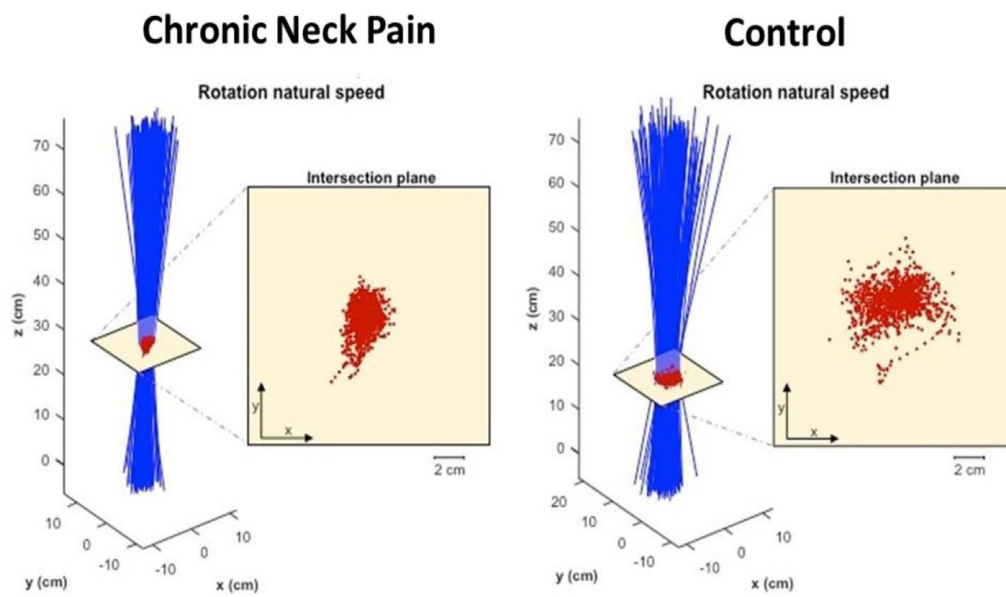 Chronic Neck Pain
Rotation natural speed
Intersection plane
70
60
50
40
30
20
10
0
z (cm)
10
0
-10
y (cm)
-10
0
10
x (cm)
y
x
2 cm
Control
Rotation natural speed
Intersection plane
70
60
50
40
30
20
10
0
z (cm)
20
10
0
-10
y (cm)
-10
0
10
x (cm)
y
x
2 cm